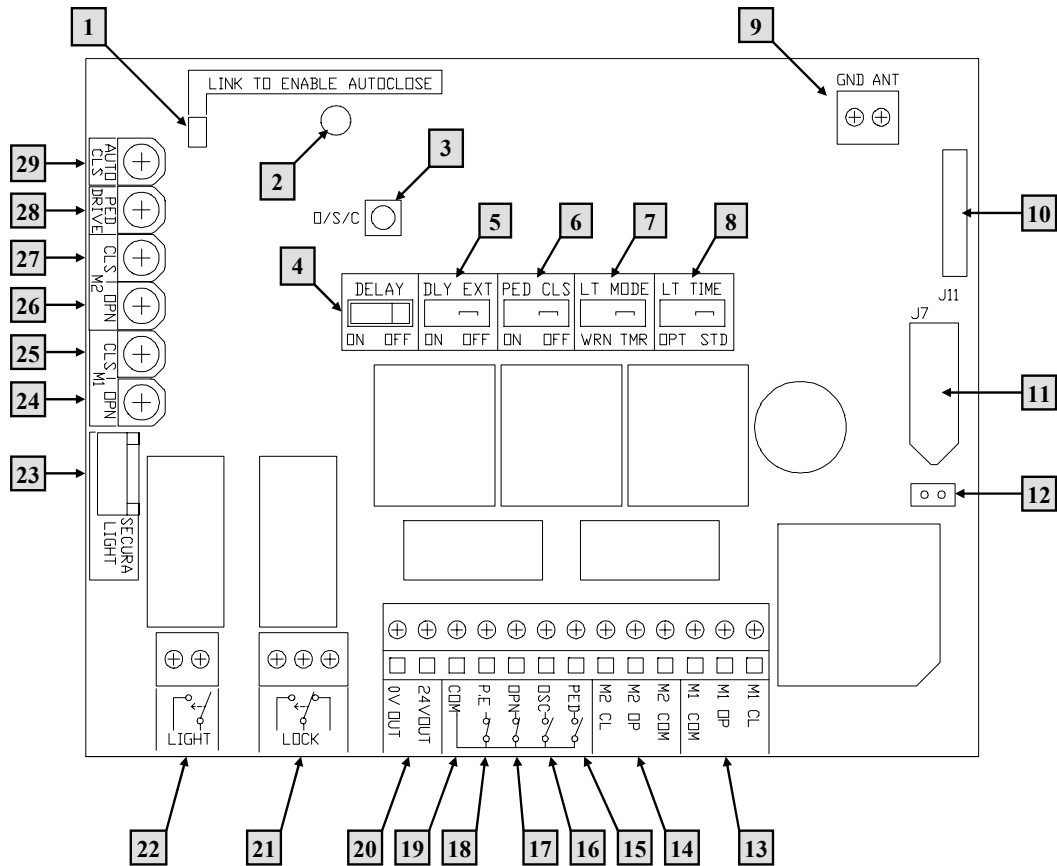 1
9
LINK TO ENABLE AUTOCLOSE
GND ANT
2
3
O/S/C
29
AUTO CLS
28
PED DRIVE
27
CLS
26
OPN
M2
25
CLS
24
OPN
M1
10
J11
J7
11
12
4
5
6
7
8
DELAY
ON OFF
DLY EXT
ON OFF
PED CLS
ON OFF
LT MODE
WRN TMR
LT TIME
OPT STD
23
SECURA
LIGHT
LIGHT
LOCK
0V OUT
24VOUT
COM
P.E
OPN
OSC
PED
M2 CL
M2 OP
M2 COM
M1 COM
M1 OP
M1 CL
22
21
20
19
18
17
16
15
14
13